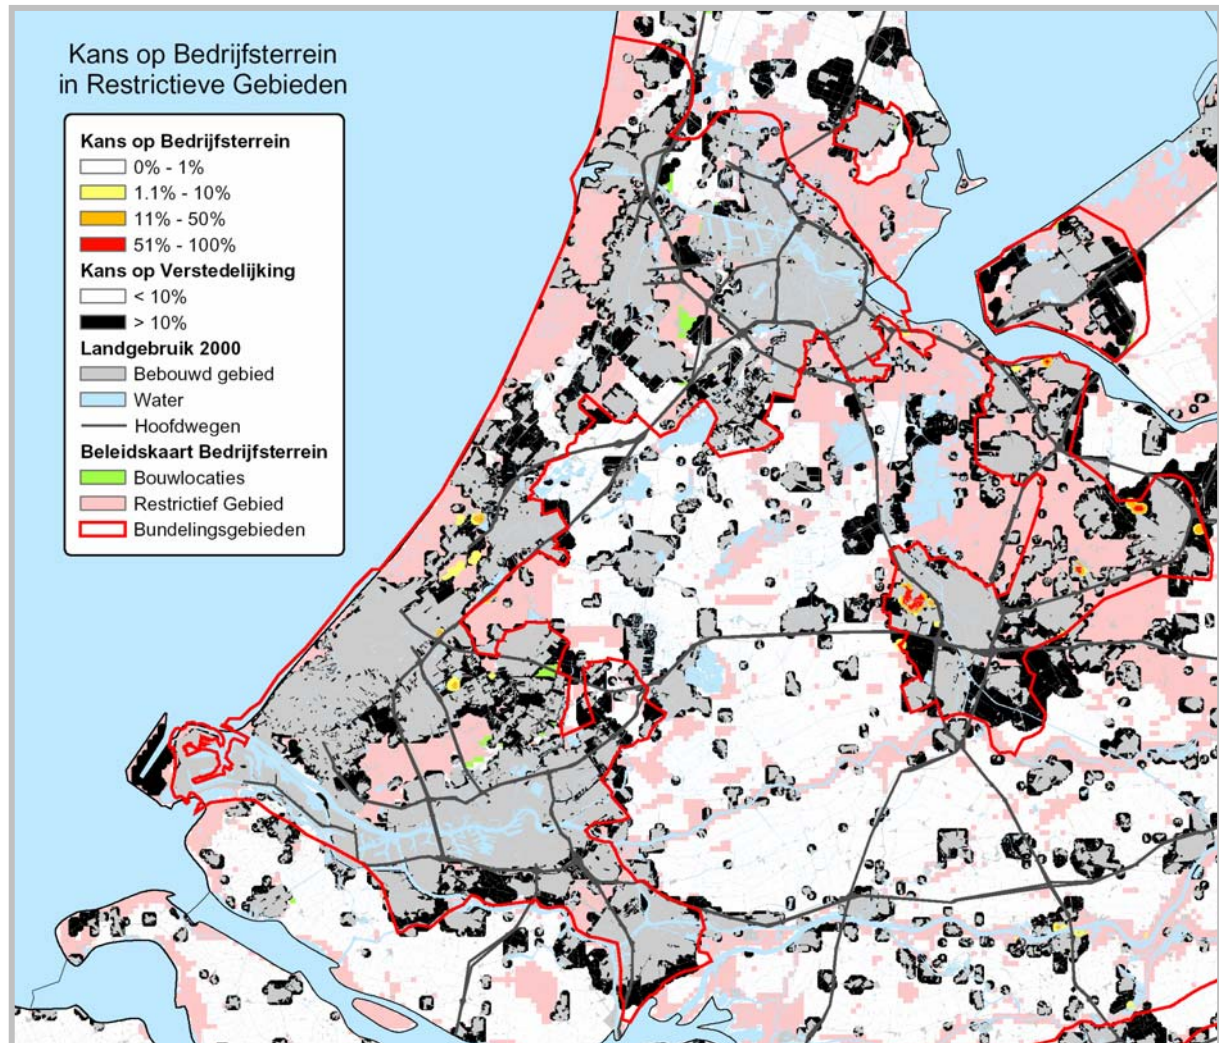 Kans op Bedrijfsterrein
in Restrictieve Gebieden
Kans op Bedrijfsterrein
0% - 1%
1.1% - 10%
11% - 50%
51% - 100%
Kans op Verstedelijking
< 10%
> 10%
Landgebruik 2000
Bebouwd gebied
Water
Hoofdwegen
Beleidskaart Bedrijfsterrein
Bouwlocaties
Restrictief Gebied
Bundelingsgebieden